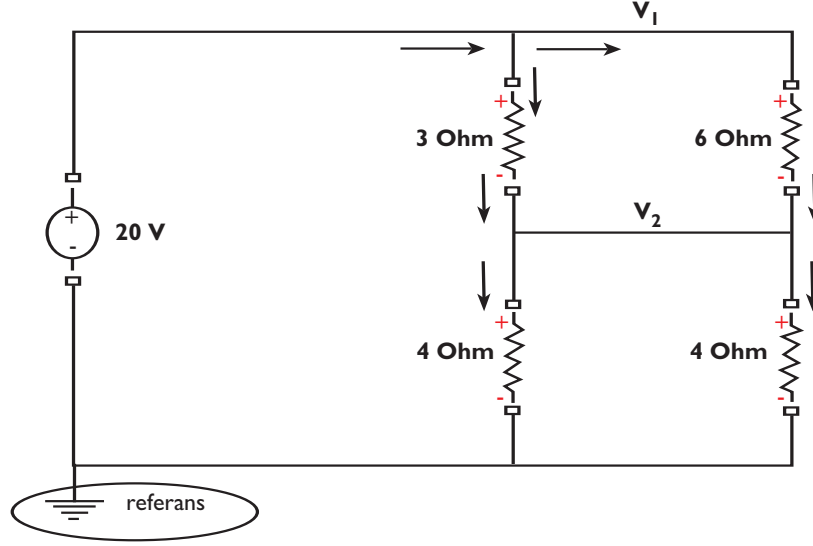 V1
+
+
3 Ohm
6 Ohm
-
-
+
20 V
-
V2
+
+
4 Ohm
4 Ohm
-
-
referans